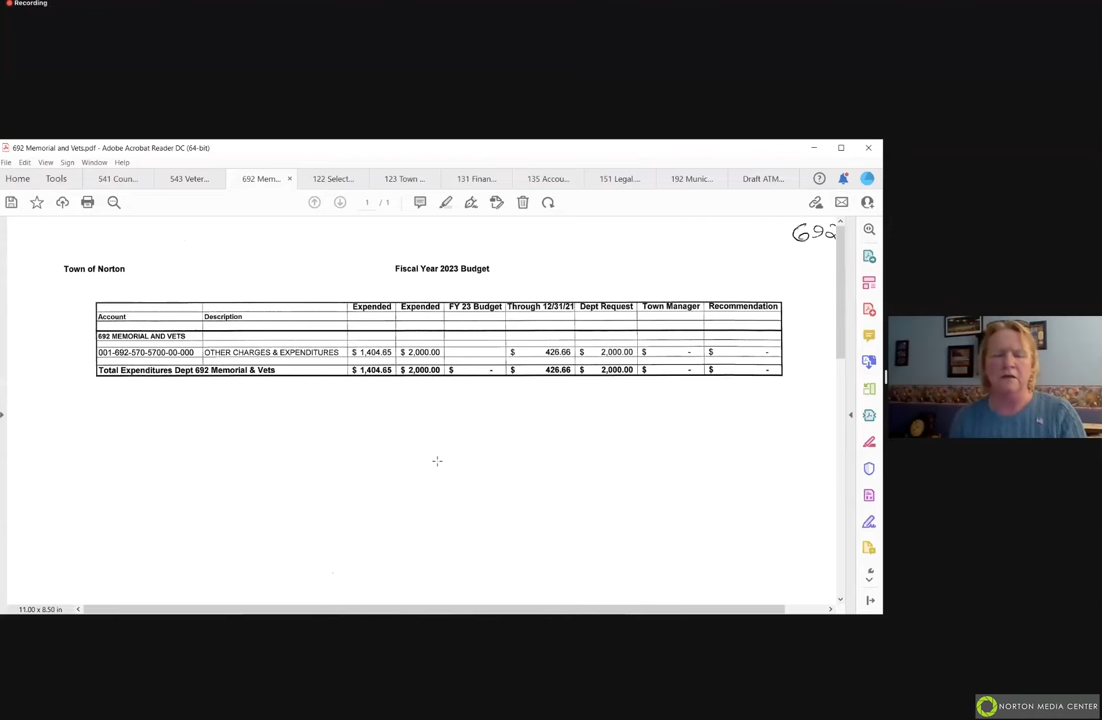 Recording
692 Memorial and Vets.pdf - Adobe Acrobat Reader DC (64-bit)
File Edit View Sign Window Help
Home Tools 541 Coun... 543 Veter... 692 Mem... × 122 Select... 123 Town ... 131 Finan... 135 Accou... 151 Legal.... 192 Munic... Draft ATM...
1 / 1
692
Town of Norton Fiscal Year 2023 Budget
Expended Expended FY 23 Budget Through 12/31/21 Dept Request Town Manager Recommendation
Account Description
692 MEMORIAL AND VETS
001-692-570-5700-00-000 OTHER CHARGES & EXPENDITURES $ 1,404.65 $ 2,000.00 $ 426.66 $ 2,000.00 $ - $ -
Total Expenditures Dept 692 Memorial & Vets $ 1,404.65 $ 2,000.00 $ - $ 426.66 $ 2,000.00 $ - $ -
11.00 x 8.50 in
NORTON MEDIA CENTER